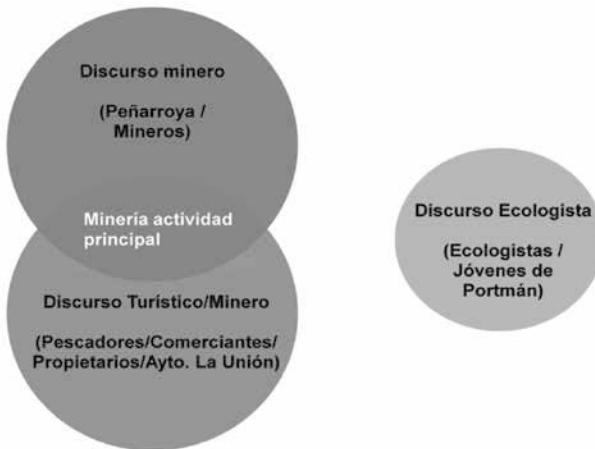 Discurso minero
(Peñarroya /
Mineros)
Minería actividad
principal
Discurso Turístico/Minero
(Pescadores/Comerciantes/
Propietarios/Ayto. La Unión)
Discurso Ecologista
(Ecologistas /
Jóvenes de
Portmán)